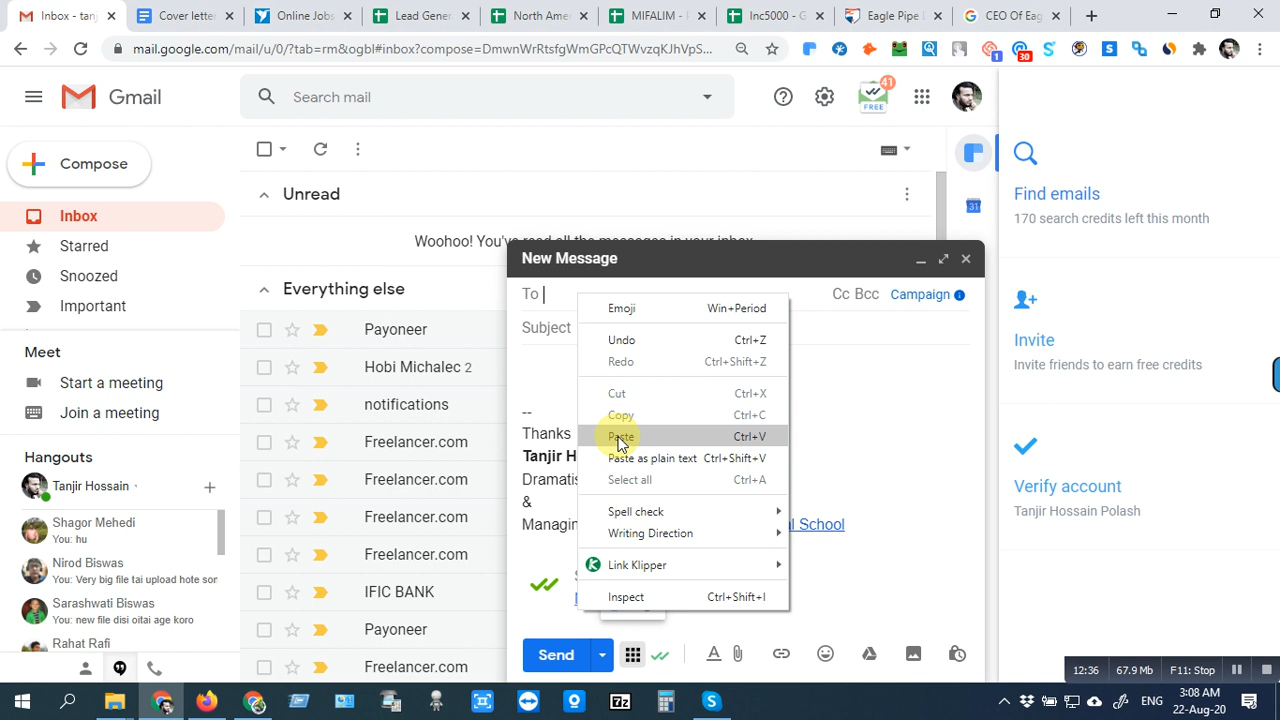 Inbox - tanj
Cover letter
Online Jobs
Lead Gener
North Ame
MIFALIM -
Inc5000 - G
Eagle Pipe
CEO Of Eag
mail.google.com/mail/u/0/?tab=rm&ogbl#inbox?compose=DmwnWrRtsfgWmGPcQTWvzqKJhVpS...
1
30
Gmail
Search mail
41
FREE
Compose
Inbox
Starred
Snoozed
Important
Meet
Start a meeting
Join a meeting
Hangouts
Tanjir Hossain
Shagor Mehedi
You: hu
Nirod Biswas
You: Very big file tai upload hote son
Sarashwati Biswas
You: new file disi oitai age koro
Rahat Rafi
Unread
Woohoo! You've read all the messages in your inbox
Everything else
Payoneer
Hobi Michalec 2
notifications
Freelancer.com
Freelancer.com
Freelancer.com
Freelancer.com
IFIC BANK
Payoneer
Freelancer.com
31
New Message
To
Cc Bcc
Campaign
Subject
--
Thanks
Tanjir H
Dramatis
&
Managin
l School
Emoji Win+Period
Undo Ctrl+Z
Redo Ctrl+Shift+Z
Cut Ctrl+X
Copy Ctrl+C
Paste Ctrl+V
Paste as plain text Ctrl+Shift+V
Select all Ctrl+A
Spell check
Writing Direction
Link Klipper
Inspect Ctrl+Shift+I
Send
Find emails
170 search credits left this month
Invite
Invite friends to earn free credits
Verify account
Tanjir Hossain Polash
12:36
67.9 MB
F11: Stop
ENG
3:08 AM
22-Aug-20